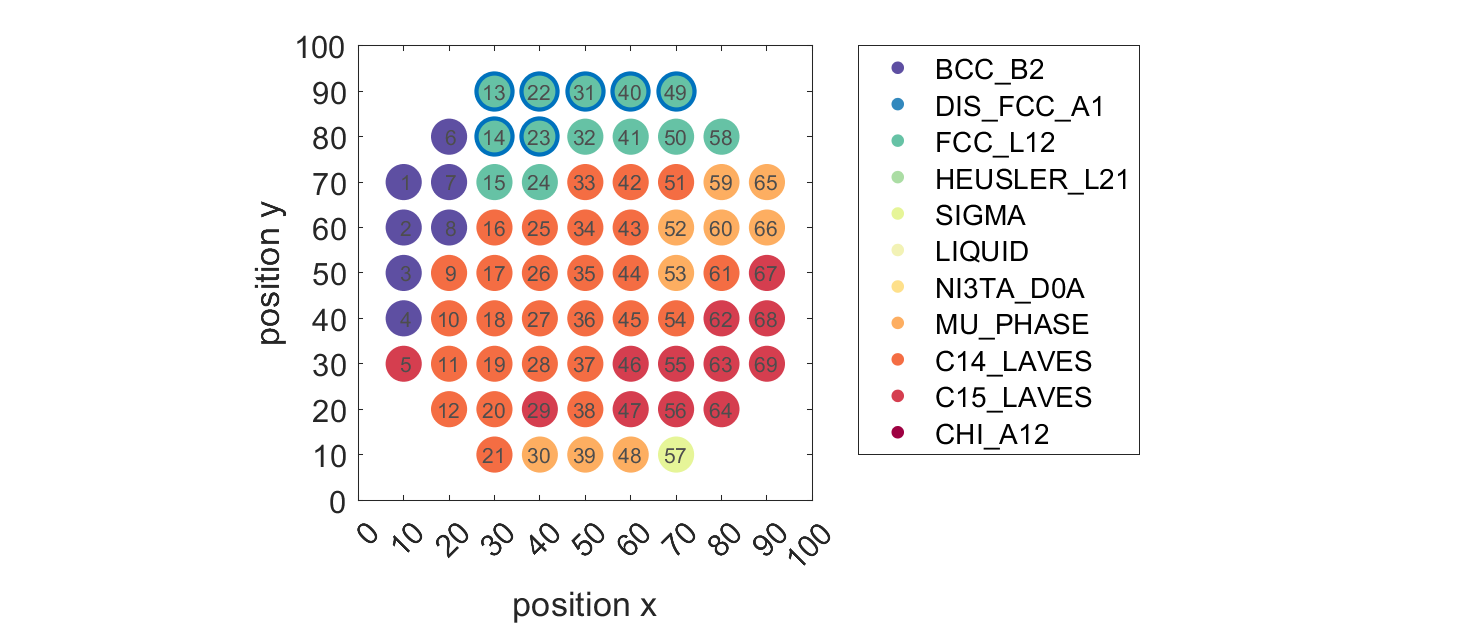 100
90
80
70
60
50
40
30
20
10
0
position y
13 22 31 40 49
6 14 23 32 41 50 58
1 7 15 24 33 42 51 59 65
2 8 16 25 34 43 52 60 66
3 9 17 26 35 44 53 61 67
4 10 18 27 36 45 54 62 68
5 11 19 28 37 46 55 63 69
12 20 29 38 47 56 64
21 30 39 48 57
0 10 20 30 40 50 60 70 80 90 100
position x
BCC_B2
DIS_FCC_A1
FCC_L12
HEUSLER_L21
SIGMA
LIQUID
NI3TA_D0A
MU_PHASE
C14_LAVES
C15_LAVES
CHI_A12